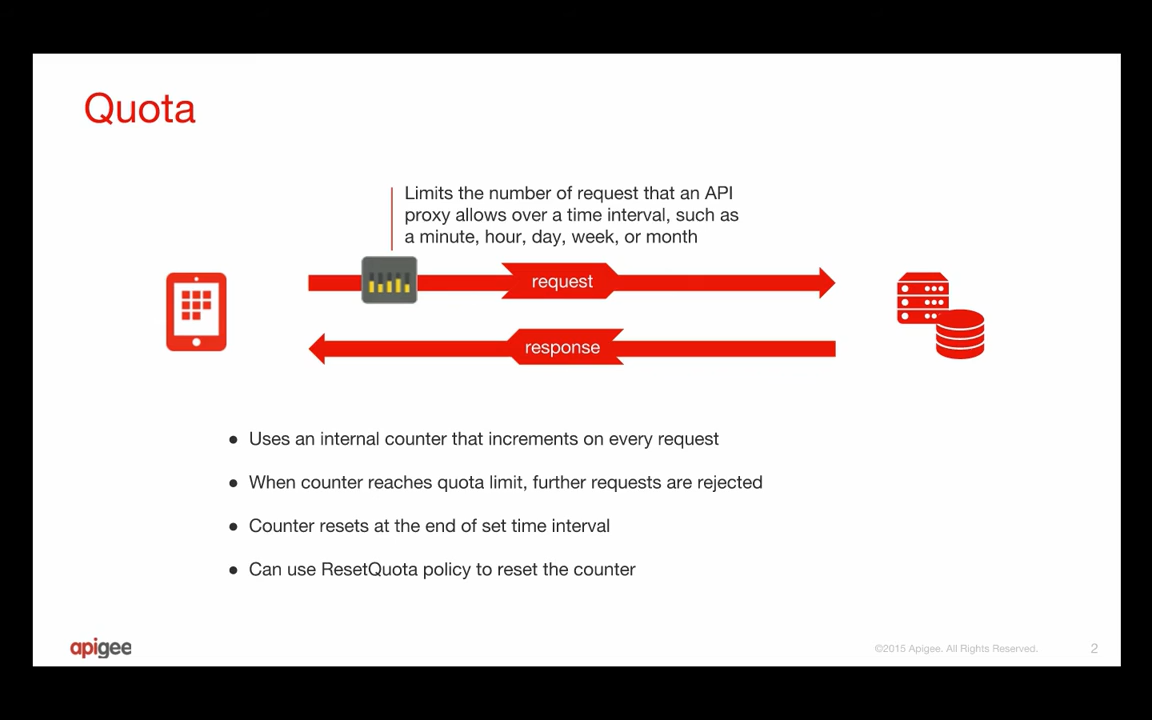 Quota
Limits the number of request that an API
proxy allows over a time interval, such as
a minute, hour, day, week, or month
request
response
● Uses an internal counter that increments on every request
● When counter reaches quota limit, further requests are rejected
● Counter resets at the end of set time interval
● Can use ResetQuota policy to reset the counter
apigee
©2015 Apigee. All Rights Reserved.
2